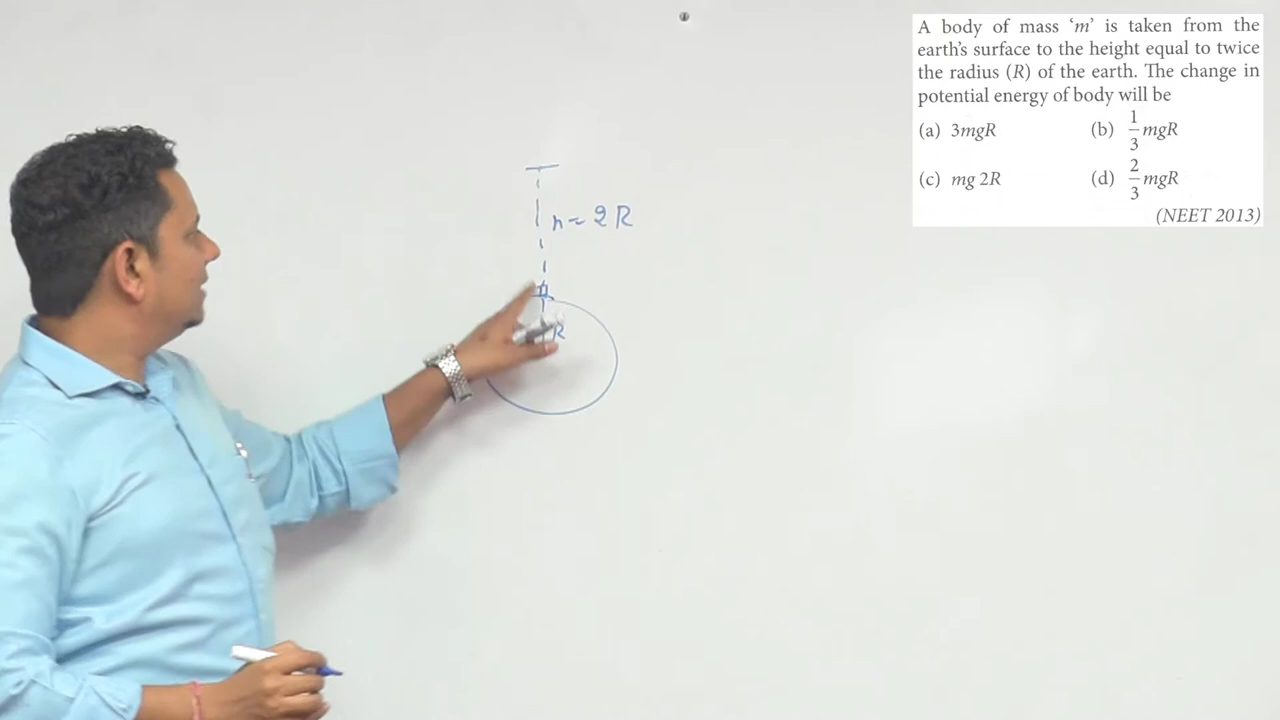 A body of mass ‘m’ is taken from the
earth’s surface to the height equal to twice
the radius (R) of the earth. The change in
potential energy of body will be
(a) 3mgR (b) 1/3 mgR
(c) mg 2R (d) 2/3 mgR
(NEET 2013)
h = 2R
R